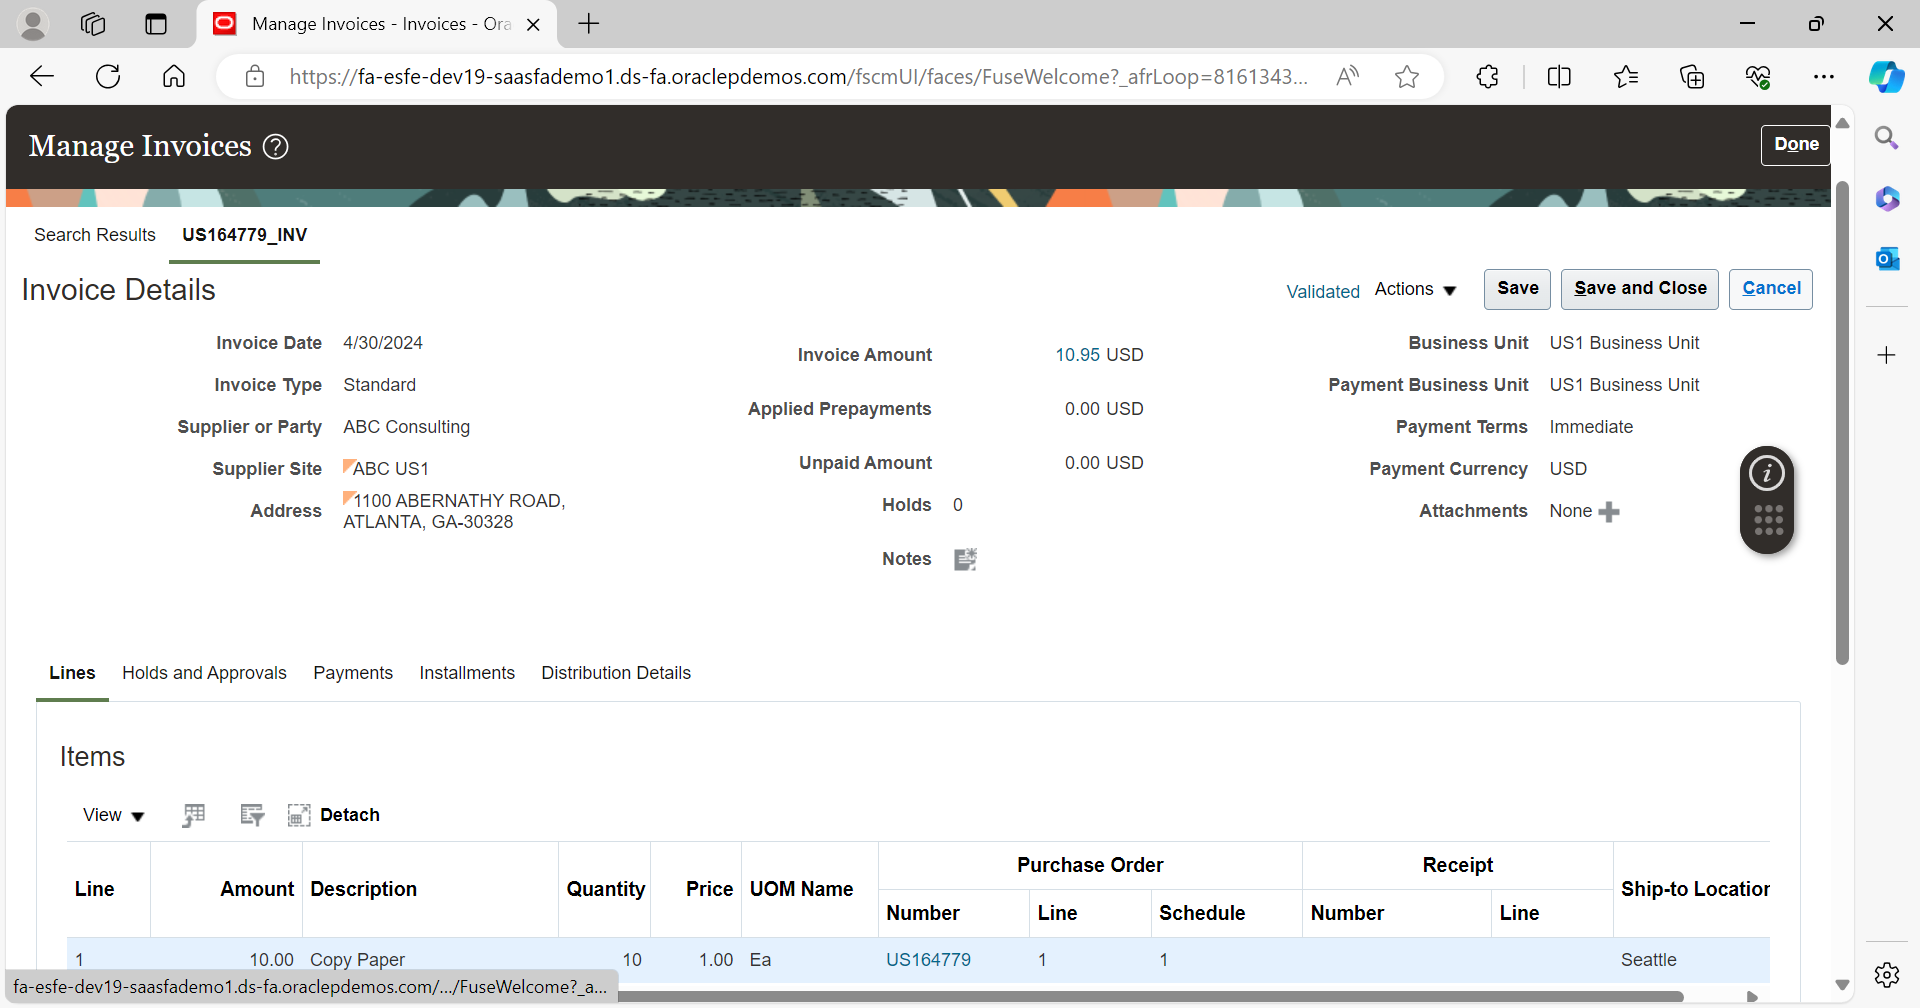 Manage Invoices - Invoices - Ora
https://fa-esfe-dev19-saasfademo1.ds-fa.oraclepdemos.com/fscmUI/faces/FuseWelcome?_afrLoop=8161343...
Manage Invoices
Done
Search Results
US164779_INV
Invoice Details
Validated
Actions
Save
Save and Close
Cancel
Invoice Date 4/30/2024
Invoice Type Standard
Supplier or Party ABC Consulting
Supplier Site ABC US1
Address 1100 ABERNATHY ROAD,
ATLANTA, GA-30328
Invoice Amount 10.95 USD
Applied Prepayments 0.00 USD
Unpaid Amount 0.00 USD
Holds 0
Notes
Business Unit US1 Business Unit
Payment Business Unit US1 Business Unit
Payment Terms Immediate
Payment Currency USD
Attachments None
Lines Holds and Approvals Payments Installments Distribution Details
Items
View Detach
Purchase Order Receipt
Line Amount Description Quantity Price UOM Name Number Line Schedule Number Line Ship-to Location
1 10.00 Copy Paper 10 1.00 Ea US164779 1 1 Seattle
fa-esfe-dev19-saasfademo1.ds-fa.oraclepdemos.com/.../FuseWelcome?_a...